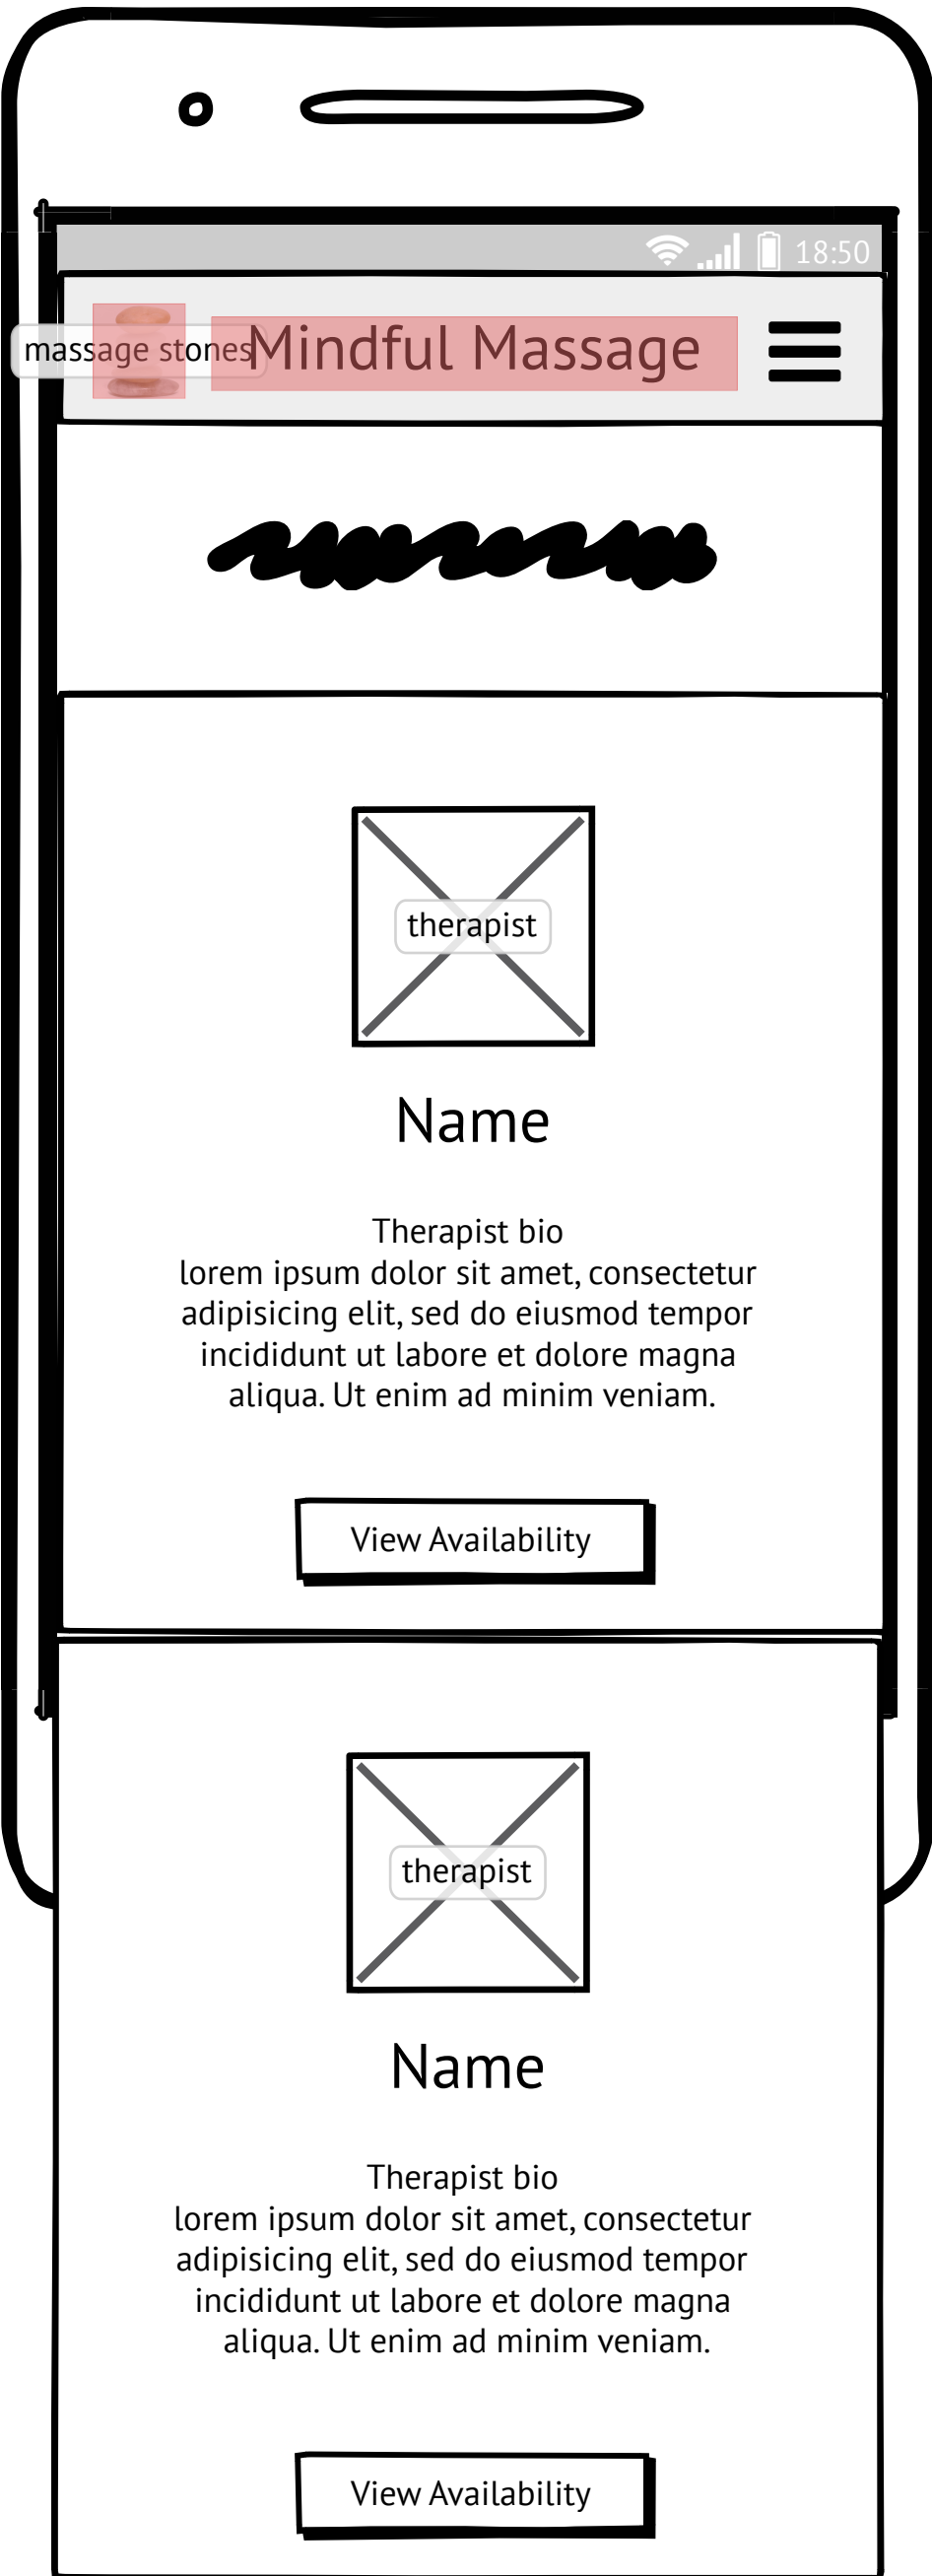 18:50
massage stones
Mindful Massage
therapist
Name
Therapist bio
lorem ipsum dolor sit amet, consectetur
adipisicing elit, sed do eiusmod tempor
incididunt ut labore et dolore magna
aliqua. Ut enim ad minim veniam.
View Availability
therapist
Name
Therapist bio
lorem ipsum dolor sit amet, consectetur
adipisicing elit, sed do eiusmod tempor
incididunt ut labore et dolore magna
aliqua. Ut enim ad minim veniam.
View Availability